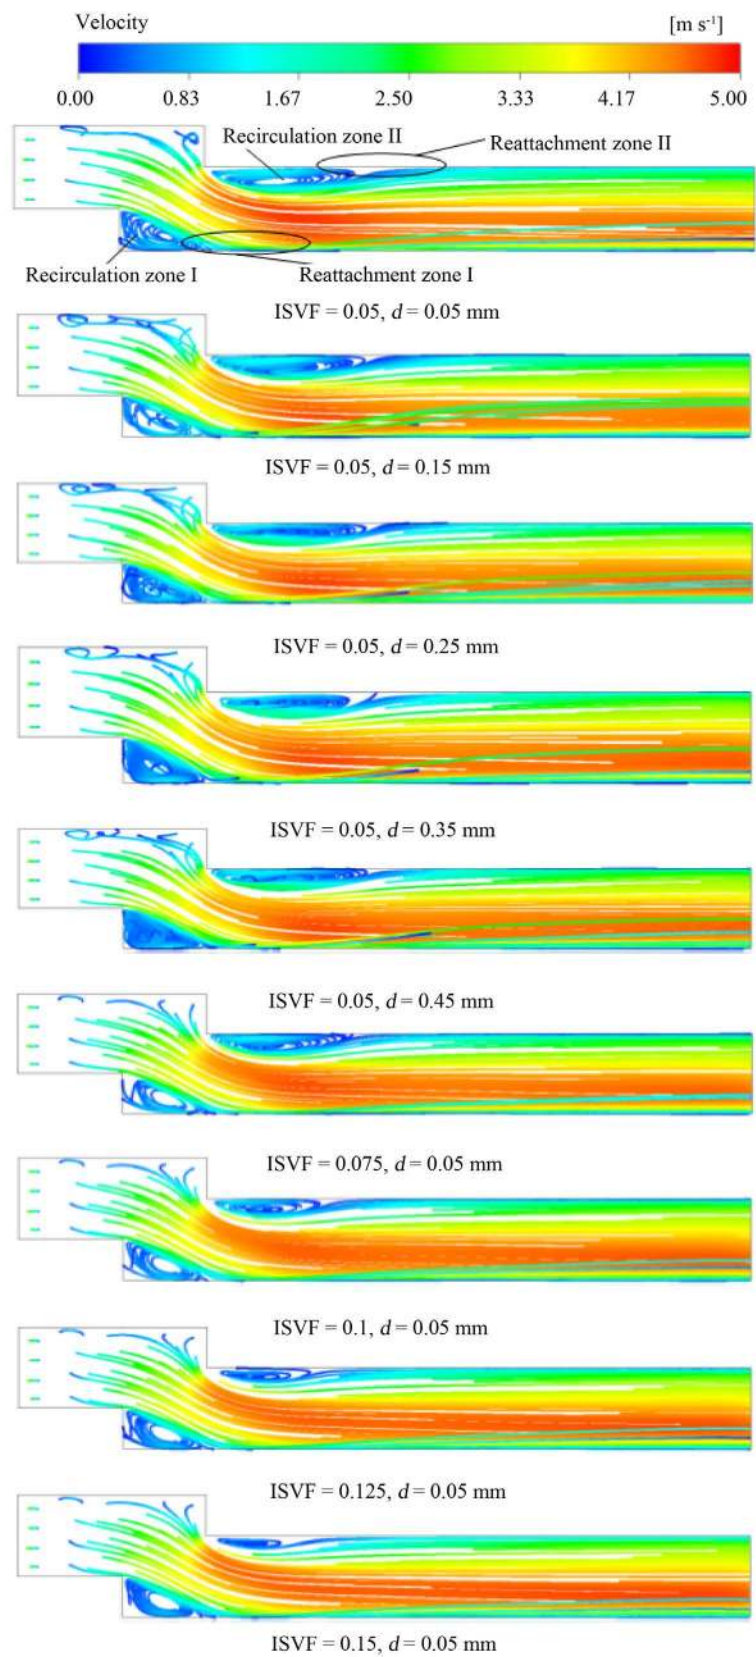 Velocity [m s⁻¹]
0.00 0.83 1.67 2.50 3.33 4.17 5.00
Recirculation zone II
Reattachment zone II
Recirculation zone I Reattachment zone I
ISVF = 0.05, d = 0.05 mm
ISVF = 0.05, d = 0.15 mm
ISVF = 0.05, d = 0.25 mm
ISVF = 0.05, d = 0.35 mm
ISVF = 0.05, d = 0.45 mm
ISVF = 0.075, d = 0.05 mm
ISVF = 0.1, d = 0.05 mm
ISVF = 0.125, d = 0.05 mm
ISVF = 0.15, d = 0.05 mm